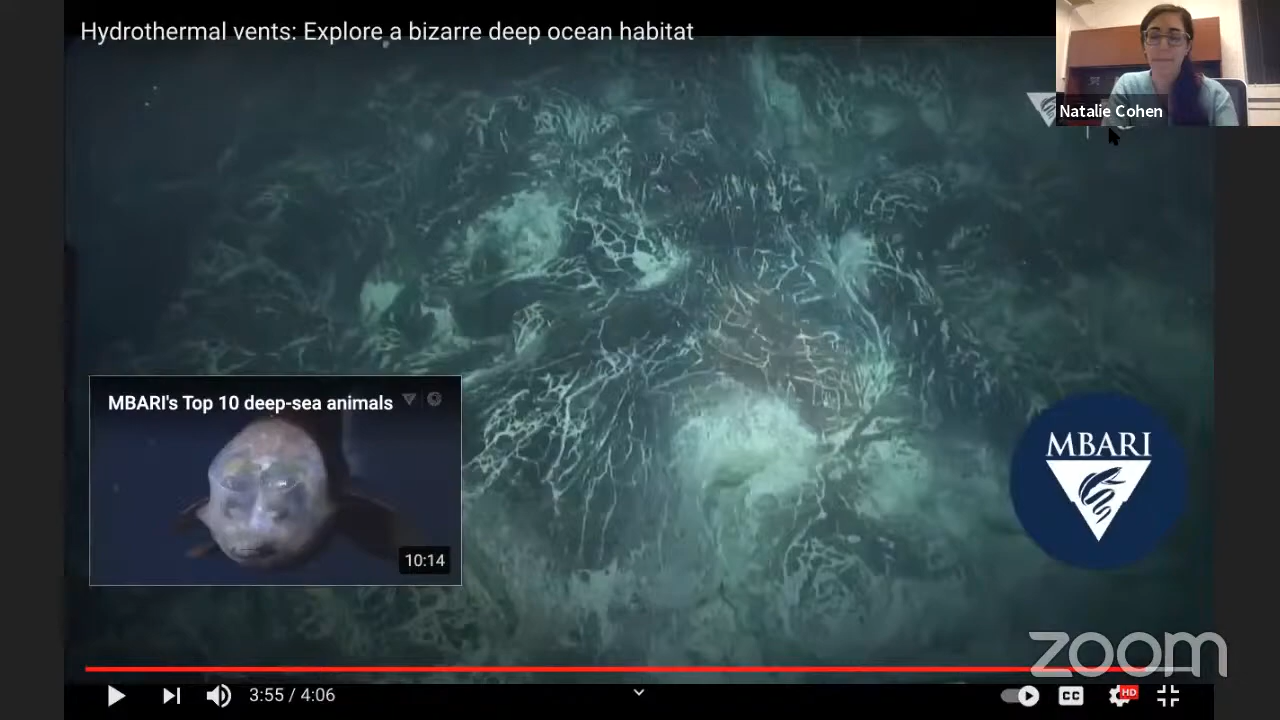 Hydrothermal vents: Explore a bizarre deep ocean habitat
Natalie Cohen
MBARI's Top 10 deep-sea animals
10:14
MBARI
zoom
3:55 / 4:06
CC
HD